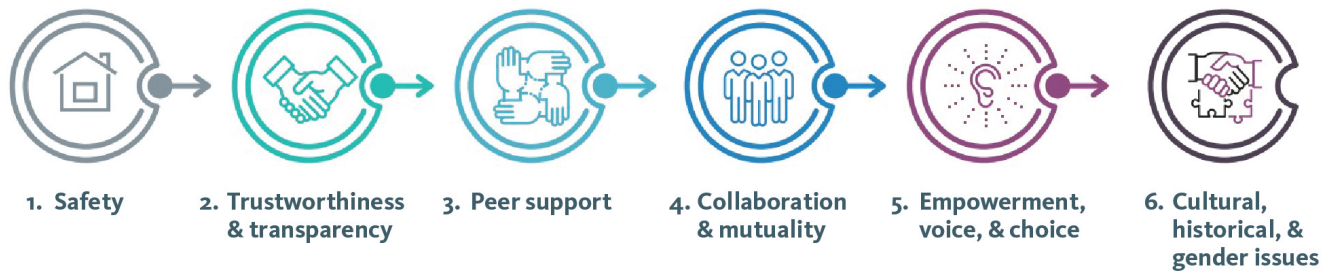 1. Safety
2. Trustworthiness
& transparency
3. Peer support
4. Collaboration
& mutuality
5. Empowerment,
voice, & choice
6. Cultural,
historical, &
gender issues